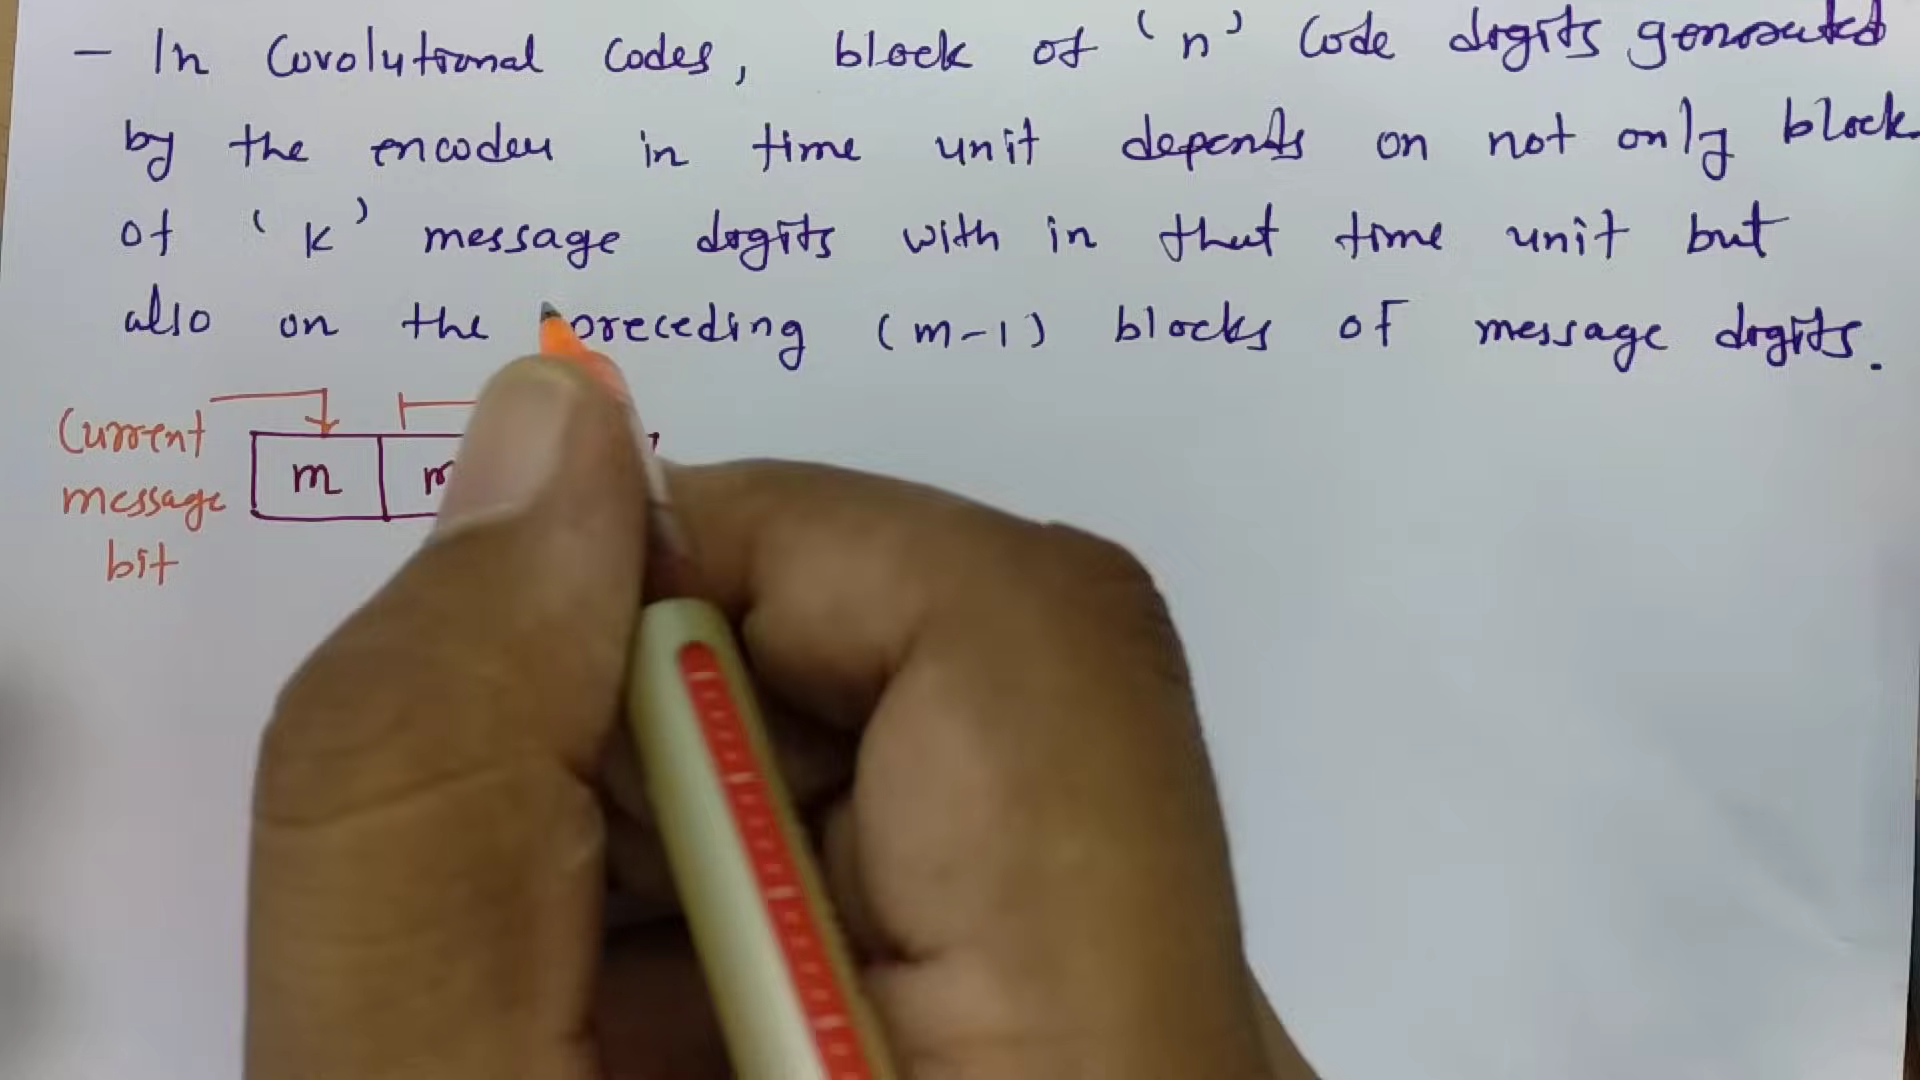 - In Covolutional Codes, block of 'n' Code digits generated
by the encoder in time unit depends on not only block
of 'k' message digits with in that time unit but
also on the preceding (m-1) blocks of message digits.
Current
message
bit
m